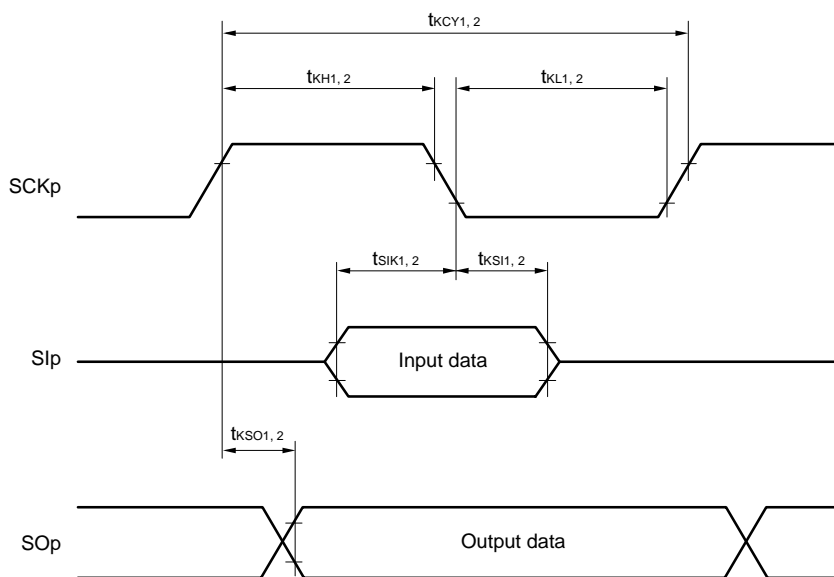 tKCY1, 2
tKH1, 2
tKL1, 2
SCKp
tSIK1, 2
tKSI1, 2
SIp
Input data
tKSO1, 2
SOp
Output data